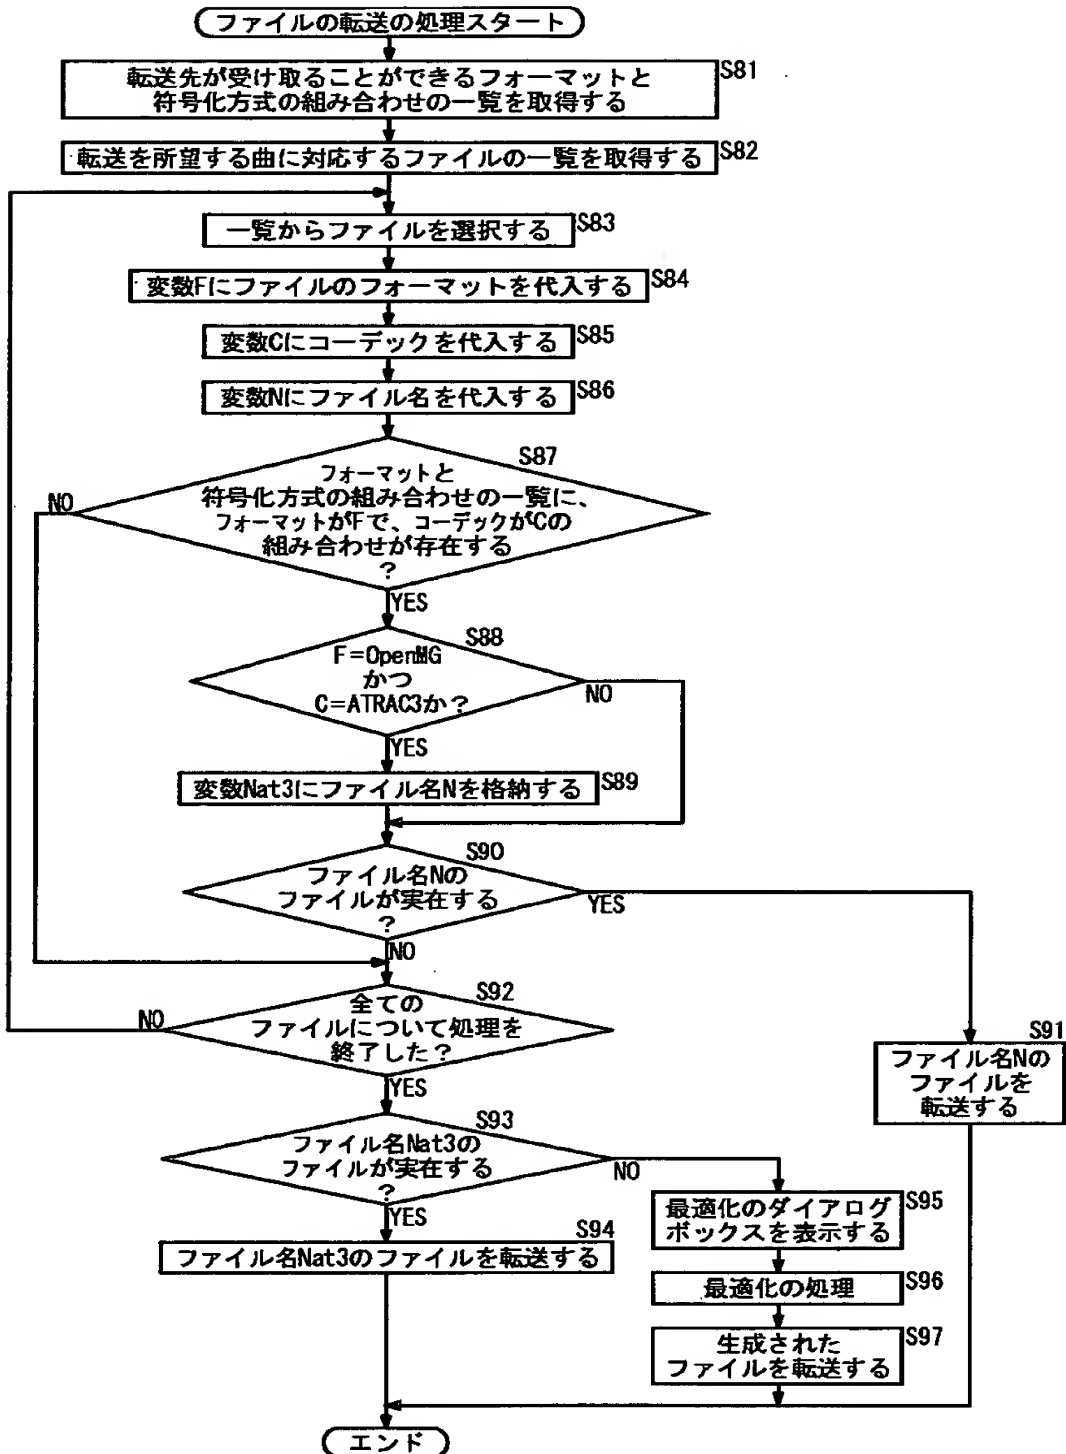 ファイルの転送の処理スタート
転送先が受け取ることができるフォーマットと
符号化方式の組み合わせの一覧を取得する
S81
転送を所望する曲に対応するファイルの一覧を取得する
S82
一覧からファイルを選択する
S83
変数Fにファイルのフォーマットを代入する
S84
変数Cにコーデックを代入する
S85
変数Nにファイル名を代入する
S86
S87
フォーマットと
符号化方式の組み合わせの一覧に、
フォーマットがFで、コーデックがCの
組み合わせが存在する
?
NO
YES
S88
F=OpenMG
かつ
C=ATRAC3か?
NO
YES
変数Nat3にファイル名Nを格納する
S89
S90
ファイル名Nの
ファイルが実在する
?
YES
NO
S92
全ての
ファイルについて処理を
終了した?
NO
YES
S91
ファイル名Nの
ファイルを
転送する
S93
ファイル名Nat3の
ファイルが実在する
?
NO
YES
S94
ファイル名Nat3のファイルを転送する
最適化のダイアログ
ボックスを表示する
S95
最適化の処理
S96
生成された
ファイルを転送する
S97
エンド